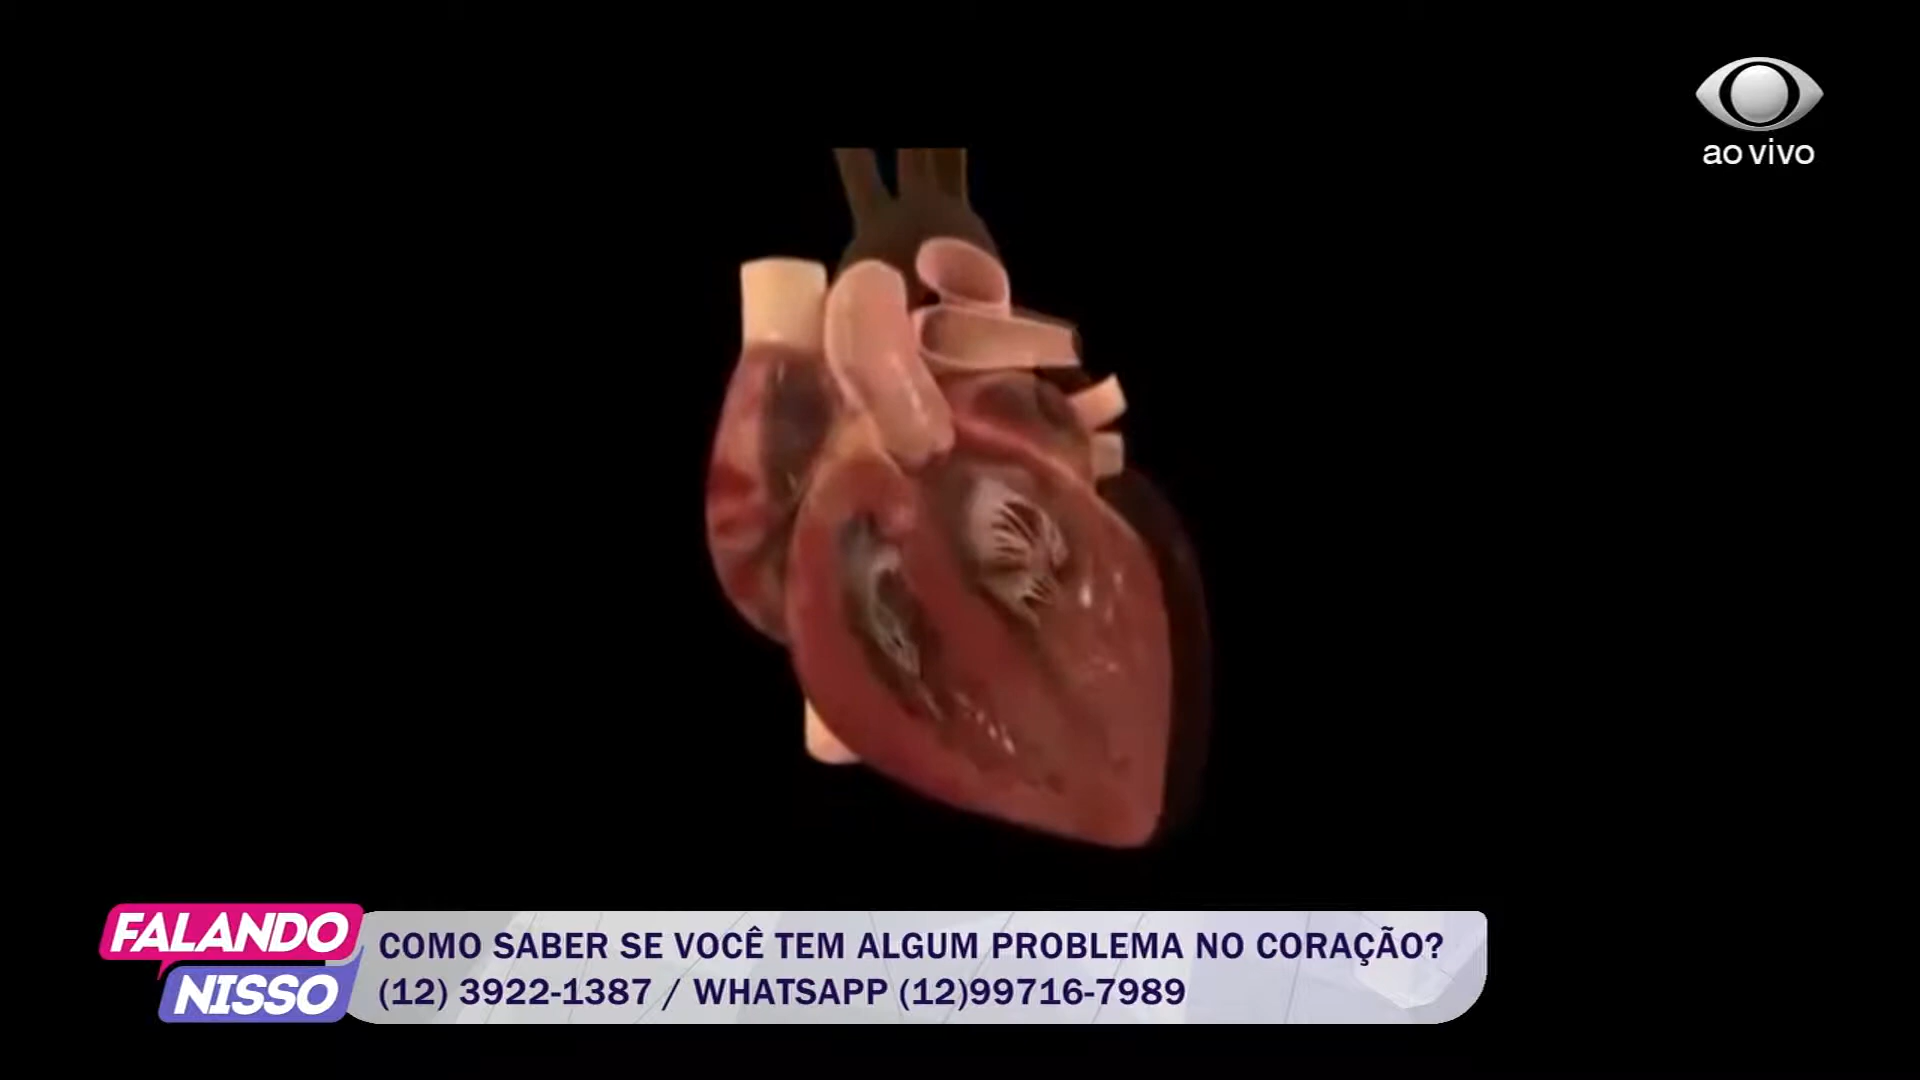 ao vivo
FALANDO
NISSO
COMO SABER SE VOCÊ TEM ALGUM PROBLEMA NO CORAÇÃO?
(12) 3922-1387 / WHATSAPP (12)99716-7989